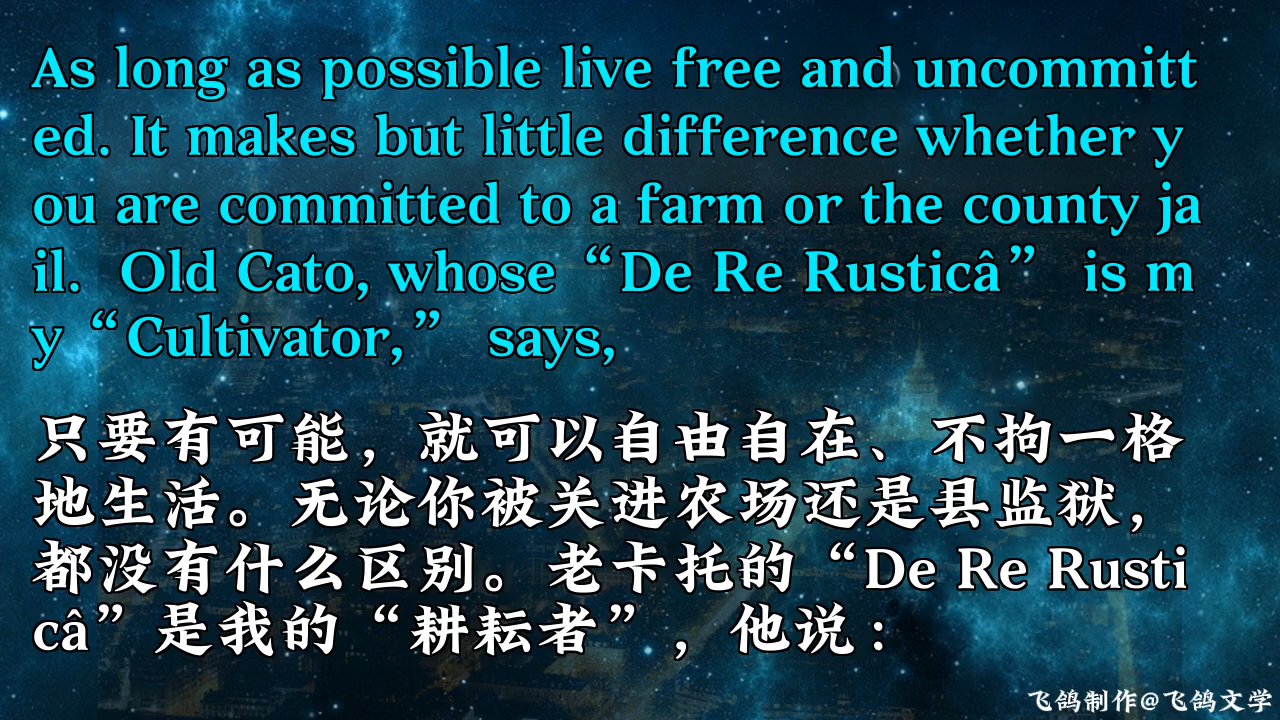 As long as possible live free and uncommitt
ed. It makes but little difference whether y
ou are committed to a farm or the county ja
il.  Old Cato, whose “De Re Rusticâ” is m
y “Cultivator,” says,
只要有可能，就可以自由自在、不拘一格
地生活。无论你被关进农场还是县监狱，
都没有什么区别。老卡托的“De Re Rusti
câ”是我的“耕耘者”，他说：
飞鸽制作@飞鸽文学